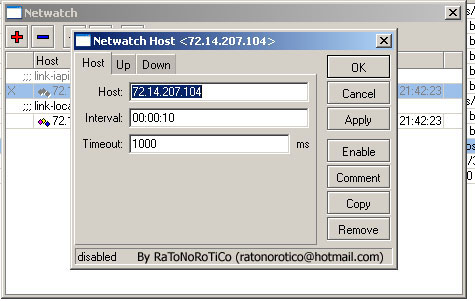 Netwatch
Netwatch Host <72.14.207.104>
Host
Host Up Down
OK
;;; link-iapi
Host: 72.14.207.104
X 72. 21:42:23
Cancel
;;; link-loca
Interval: 00:00:10
Apply
72.1 21:42:23
Timeout: 1000 ms
Enable
Comment
Copy
Remove
disabled By RaToNoRoTiCo (ratonorotico@hotmail.com)